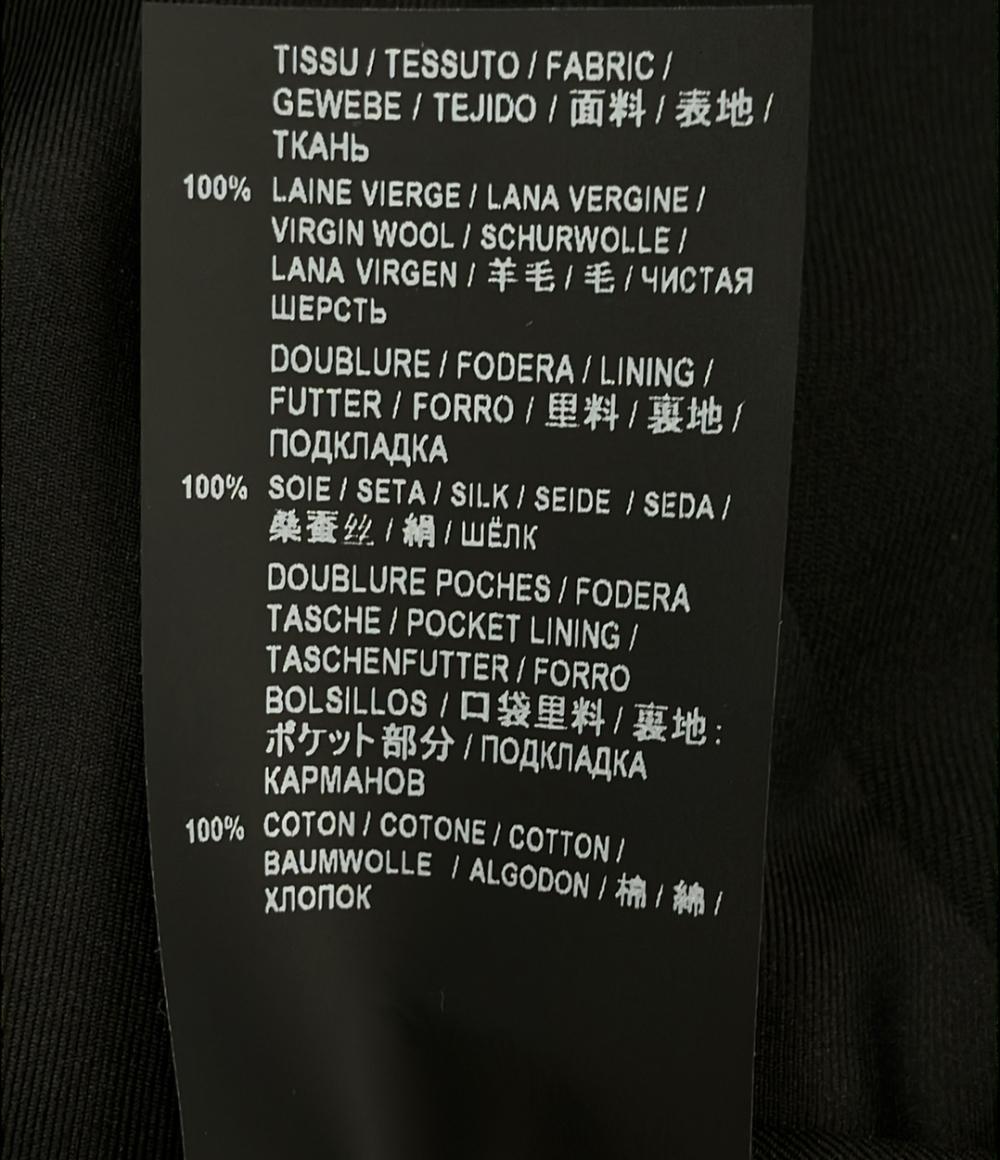 TISSU / TESSUTO / FABRIC /
GEWEBE / TEJIDO / 面料 / 表地 /
ТКАНЬ
100% LAINE VIERGE / LANA VERGINE /
VIRGIN WOOL / SCHURWOLLE /
LANA VIRGEN / 羊毛 / 毛 / ЧИСТАЯ
ШЕРСТЬ
DOUBLURE / FODERA / LINING /
FUTTER / FORRO / 里料 / 裏地 /
ПОДКЛАДКА
100% SOIE / SETA / SILK / SEIDE / SEDA /
桑蚕丝 / 絹 / ШЁЛК
DOUBLURE POCHES / FODERA
TASCHE / POCKET LINING /
TASCHENFUTTER / FORRO
BOLSILLOS / 口袋里料 / 裏地:
ポケット部分 / ПОДКЛАДКА
КАРМАНОВ
100% COTON / COTONE / COTTON /
BAUMWOLLE / ALGODON / 棉 / 綿 /
ХЛОПОК